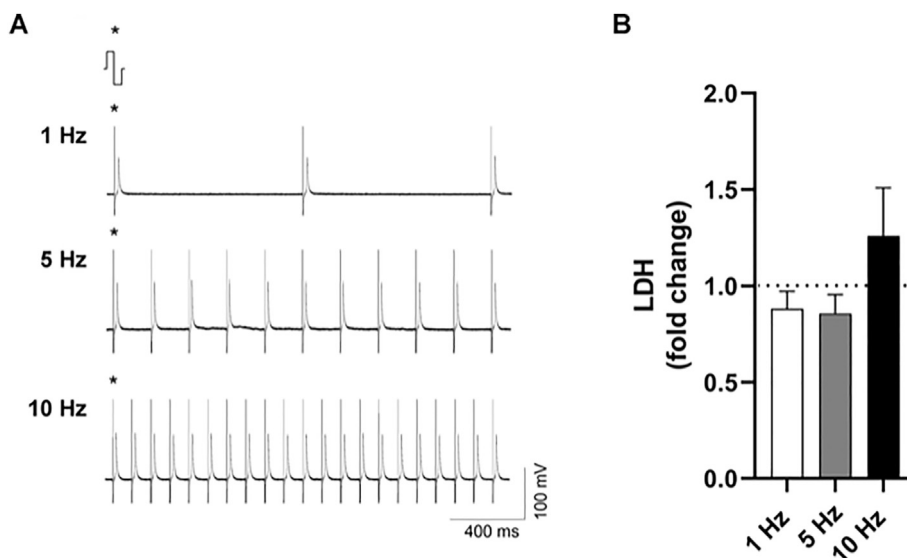 A
*
*
1 Hz
*
5 Hz
*
10 Hz
100 mV
400 ms
B
2.0
1.5
1.0
0.5
0.0
LDH
(fold change)
1 Hz
5 Hz
10 Hz